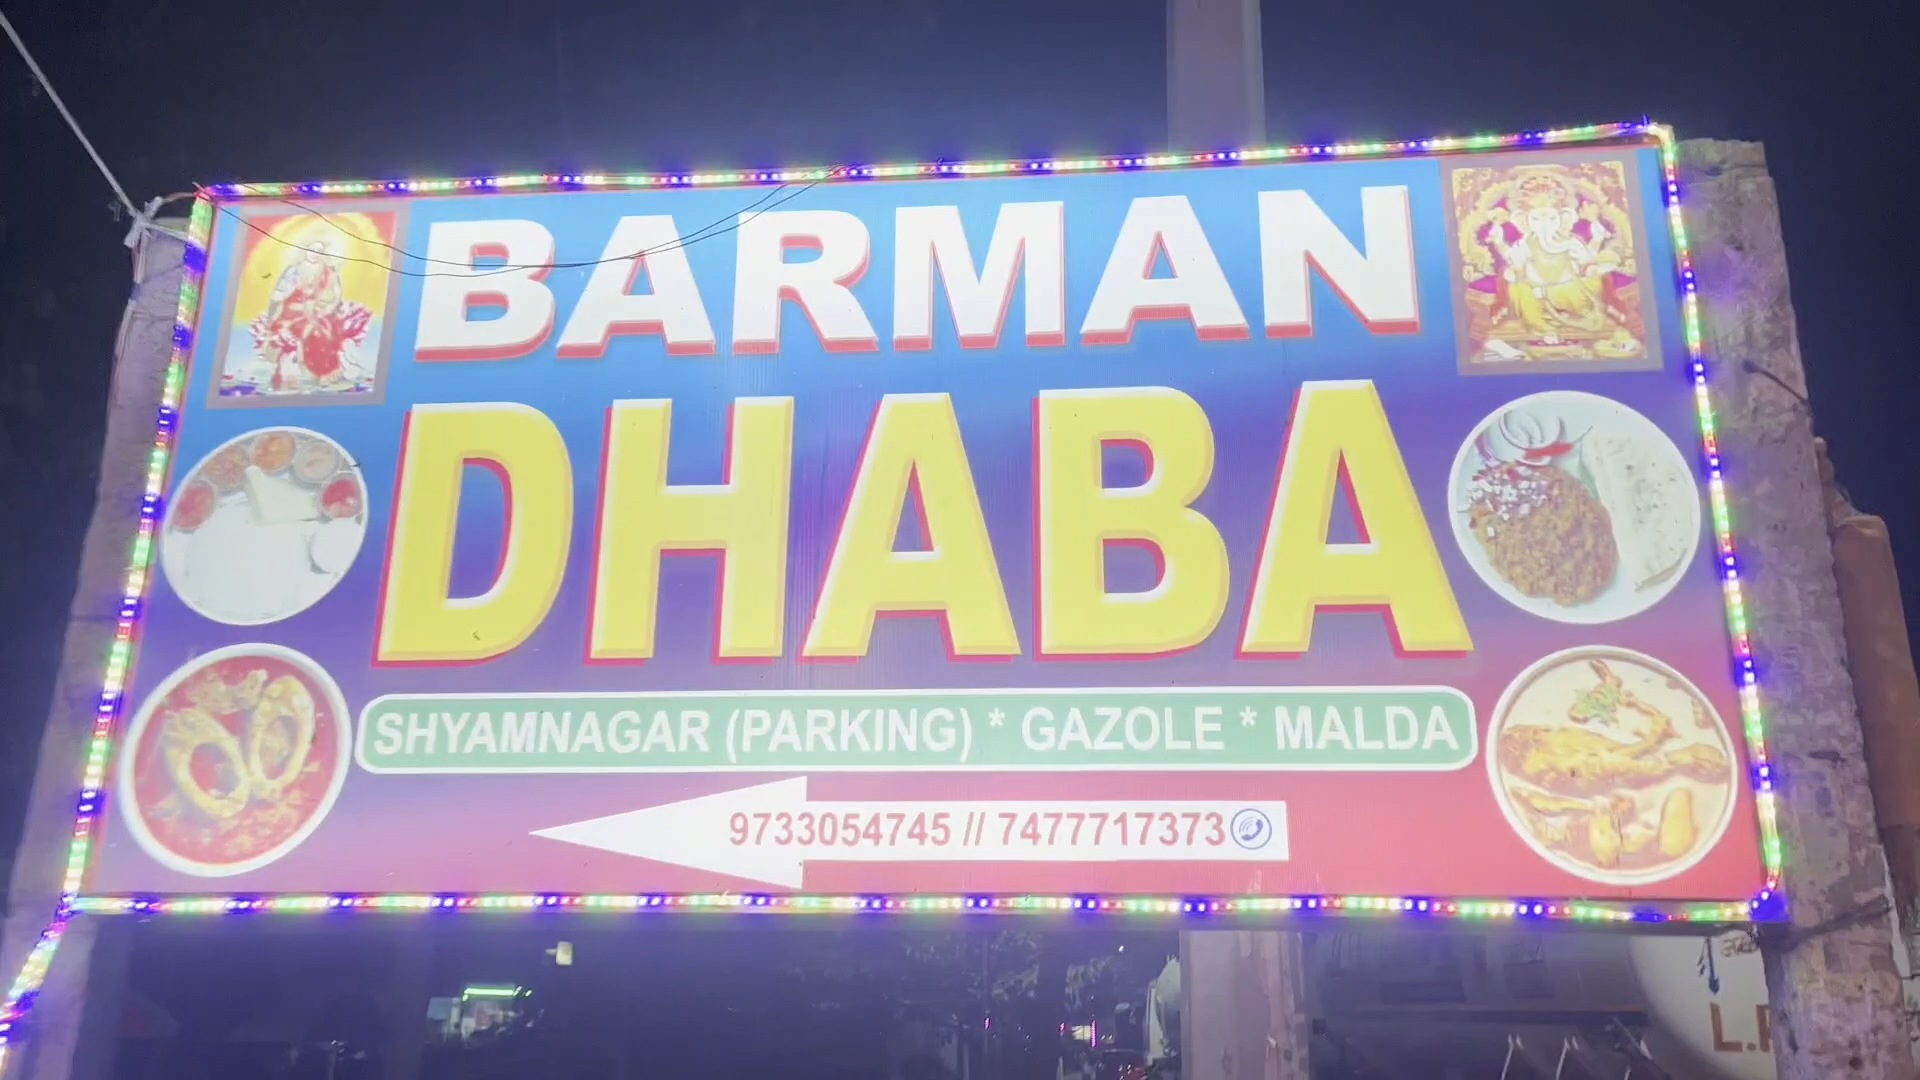 BARMAN
DHABA
SHYAMNAGAR (PARKING) * GAZOLE * MALDA
9733054745 // 7477717373